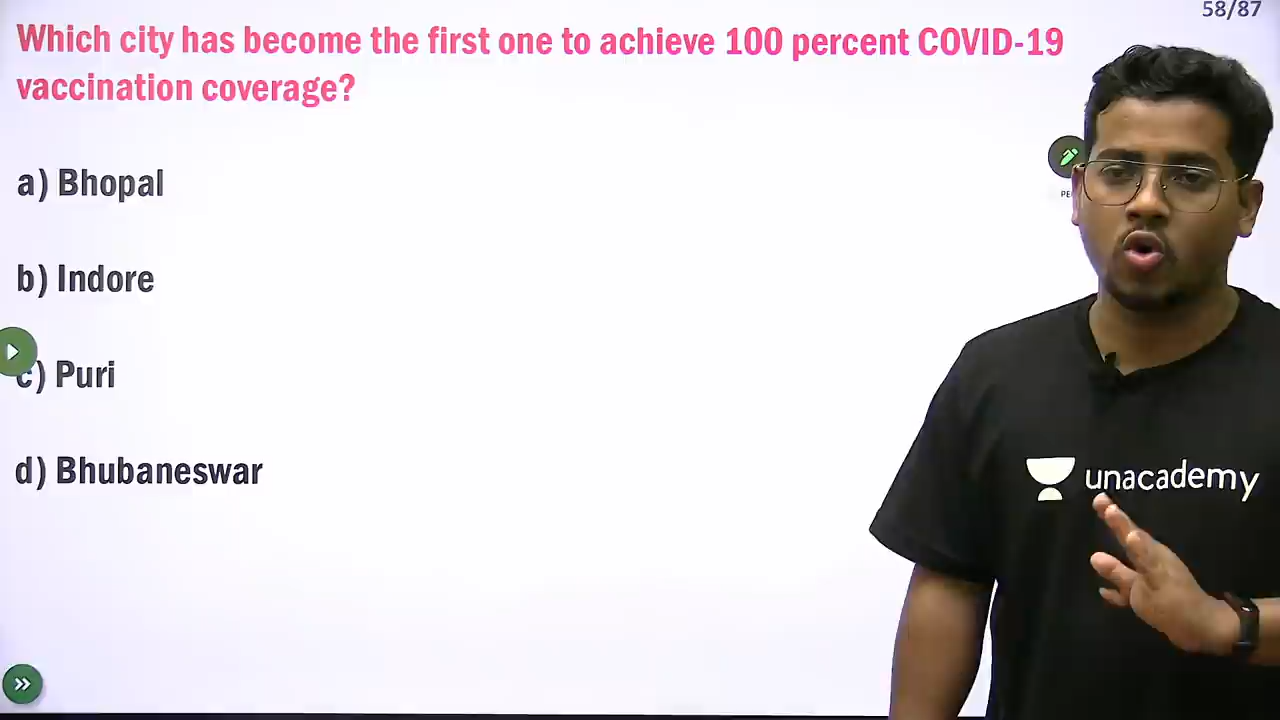 58/87
Which city has become the first one to achieve 100 percent COVID-19
vaccination coverage?
a) Bhopal
b) Indore
c) Puri
d) Bhubaneswar
unacademy